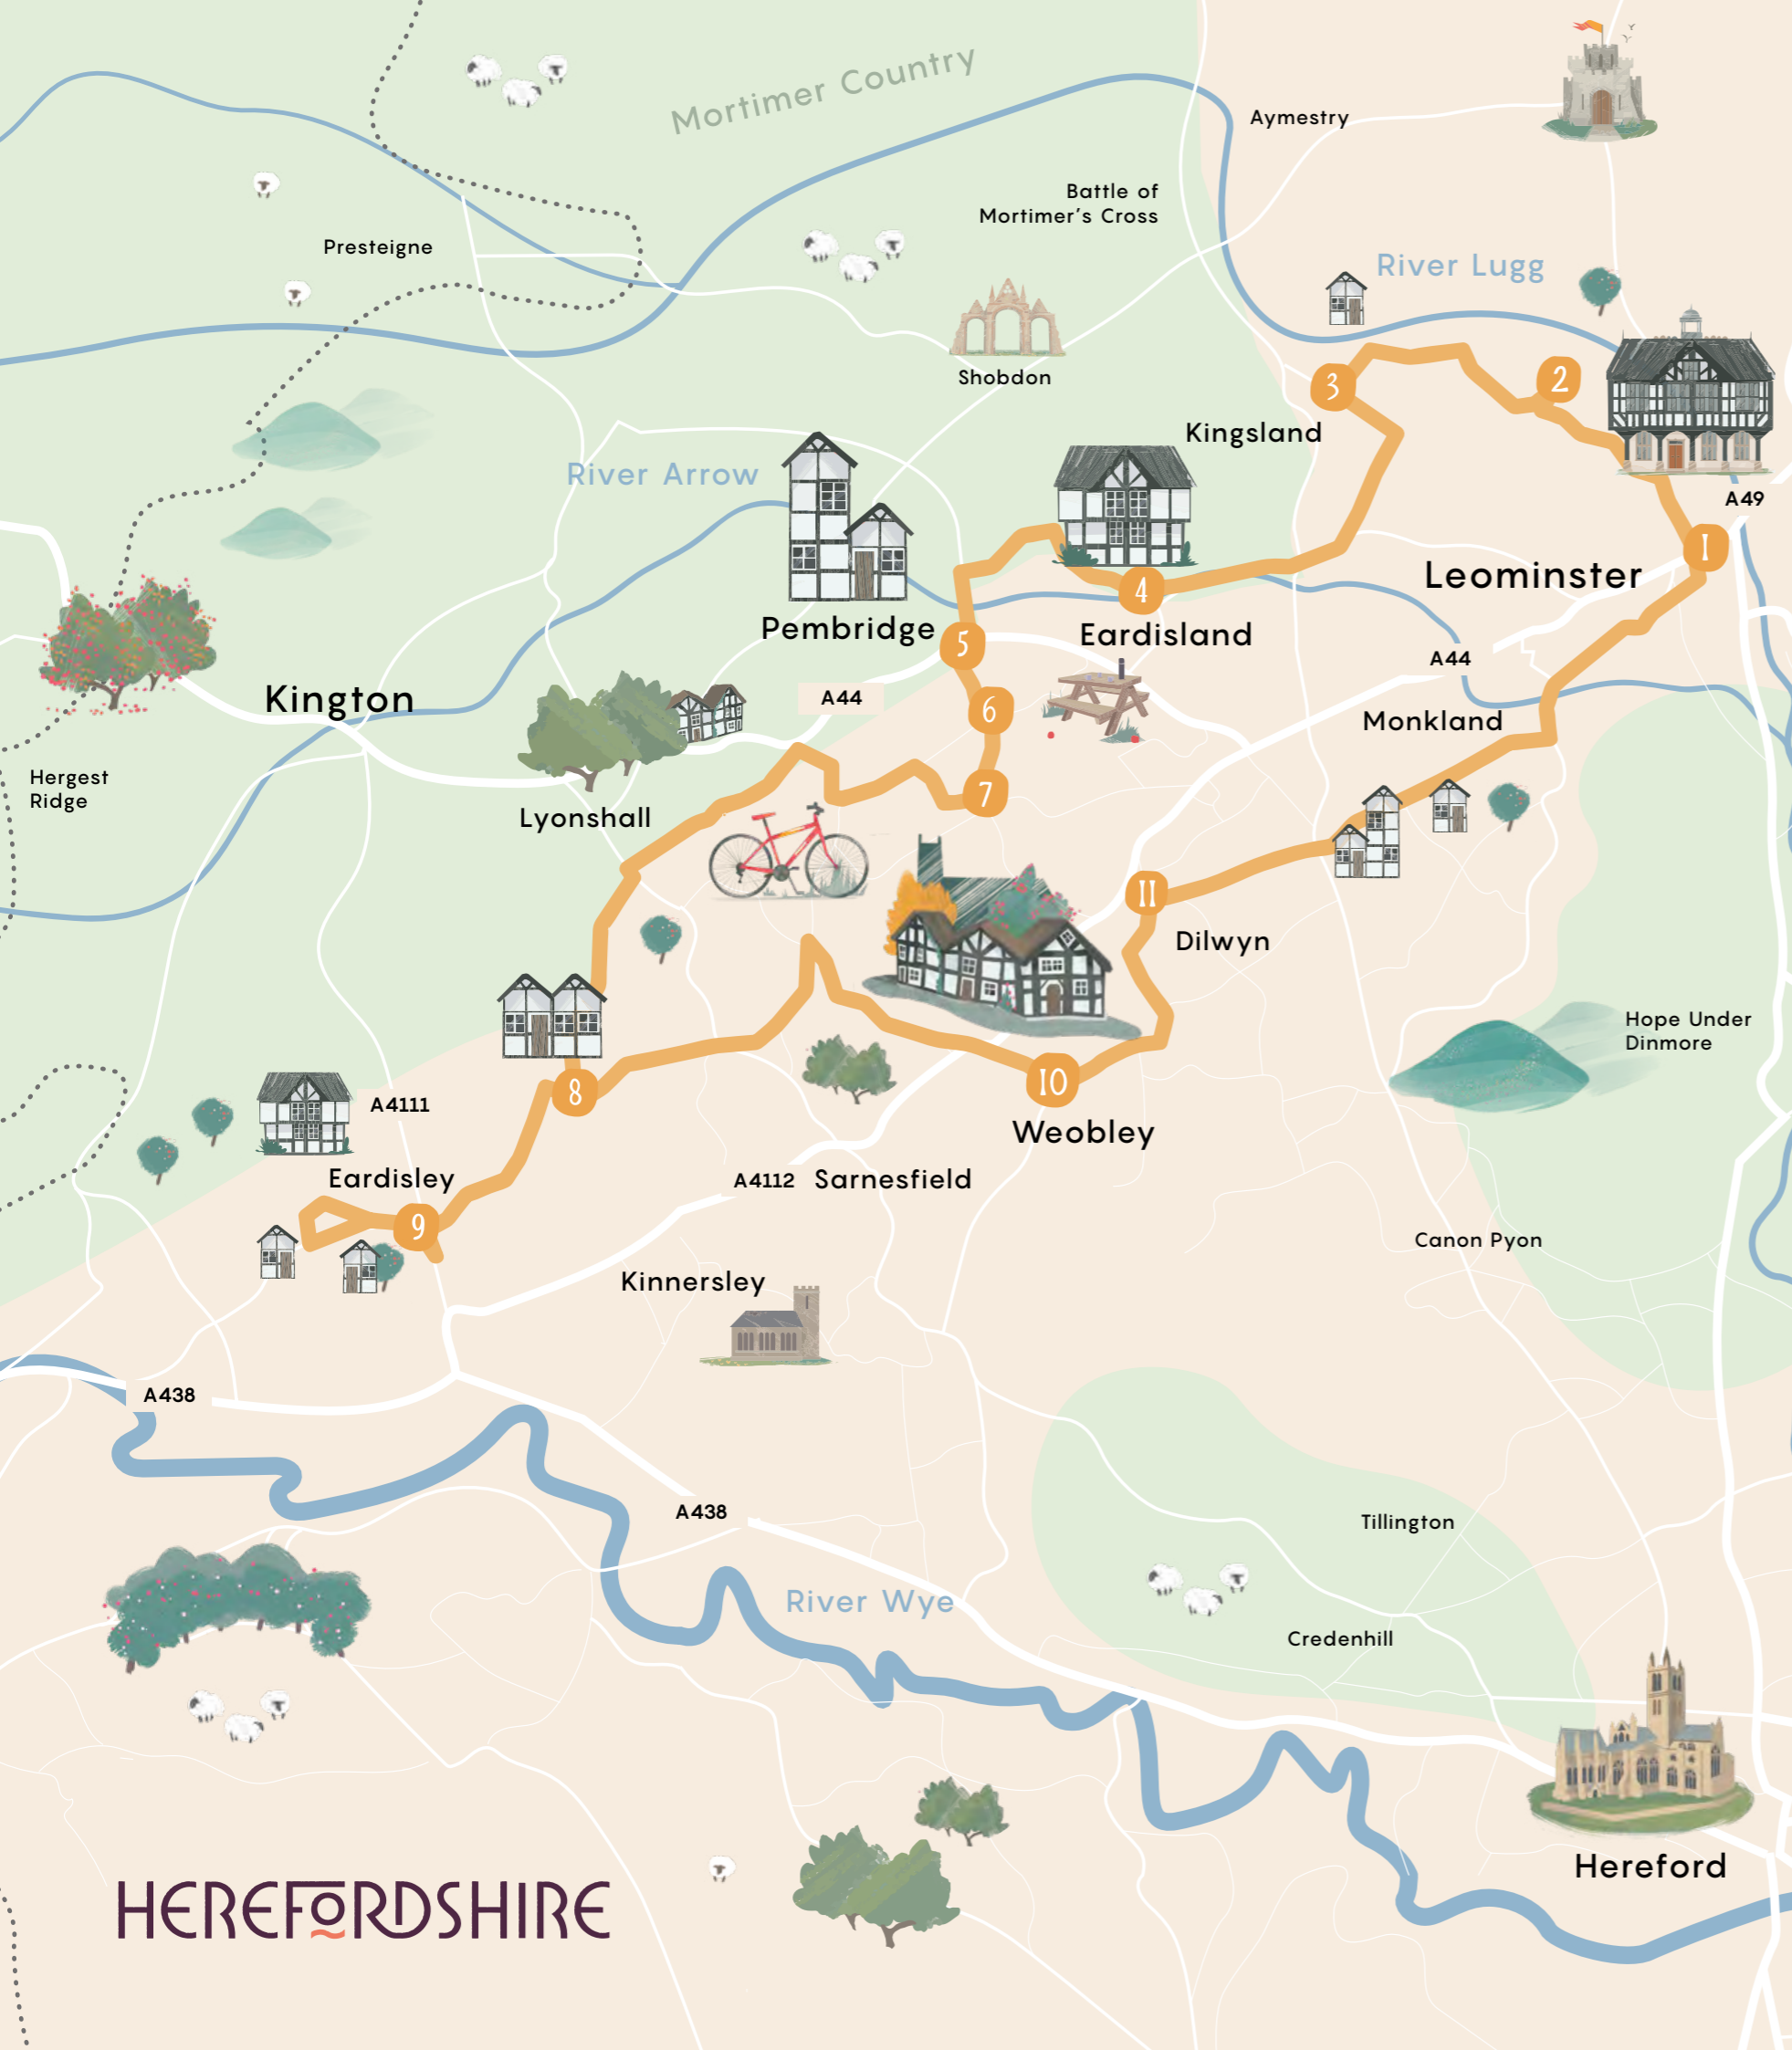 Mortimer Country
Aymestry
Battle of
Mortimer's Cross
Presteigne
River Lugg
Shobdon
2
3
Kingsland
River Arrow
A49
1
Leominster
4
Pembridge
5
Eardisland
A44
Kington
A44
6
Monkland
Hergest
Ridge
7
Lyonshall
11
Dilwyn
Hope Under
Dinmore
8
10
A4111
Weobley
Eardisley
A4112
Sarnesfield
9
Canon Pyon
Kinnersley
A438
A438
Tillington
River Wye
Credenhill
Hereford
HEREFORDSHIRE